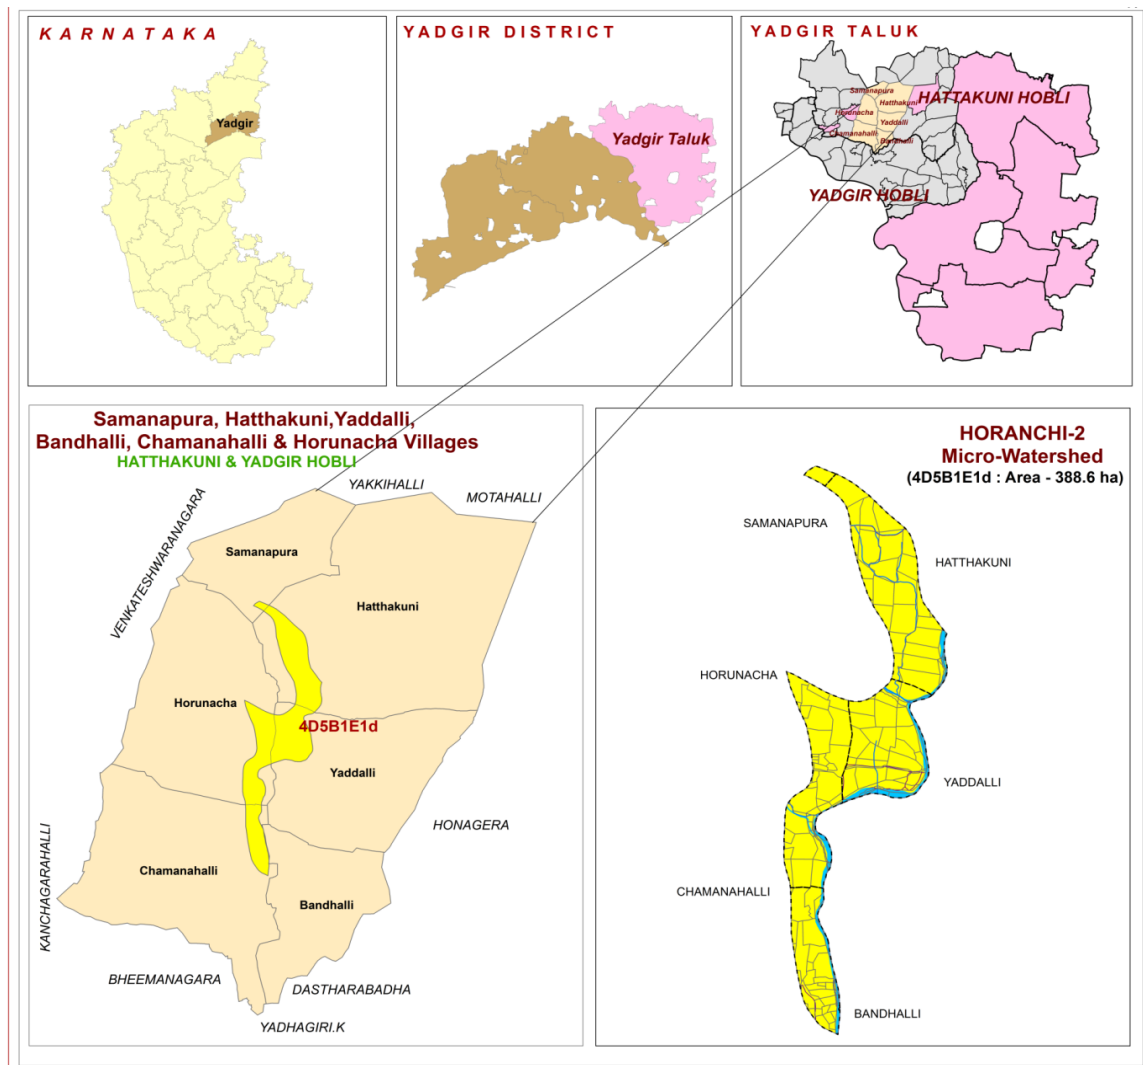 K A R N A T A K A
Yadgir
YADGIR DISTRICT
Yadgir Taluk
YADGIR TALUK
Samanapura
Hatthakuni
HATTAKUNI HOBLI
Horunacha
Yaddalli
Chamanahalli
Bandhalli
YADGIR HOBLI
Samanapura, Hatthakuni,Yaddalli,
Bandhalli, Chamanahalli & Horunacha Villages
HATTHAKUNI & YADGIR HOBLI
YAKKIHALLI
MOTAHALLI
VENKATESHWARANAGARA
Samanapura
Hatthakuni
Horunacha
4D5B1E1d
Yaddalli
HONAGERA
KANCHAGARAHALLI
Chamanahalli
Bandhalli
BHEEMANAGARA
DASTHARABADHA
YADHAGIRI.K
HORANCHI-2
Micro-Watershed
(4D5B1E1d : Area - 388.6 ha)
SAMANAPURA
HATTHAKUNI
HORUNACHA
YADDALLI
CHAMANAHALLI
BANDHALLI